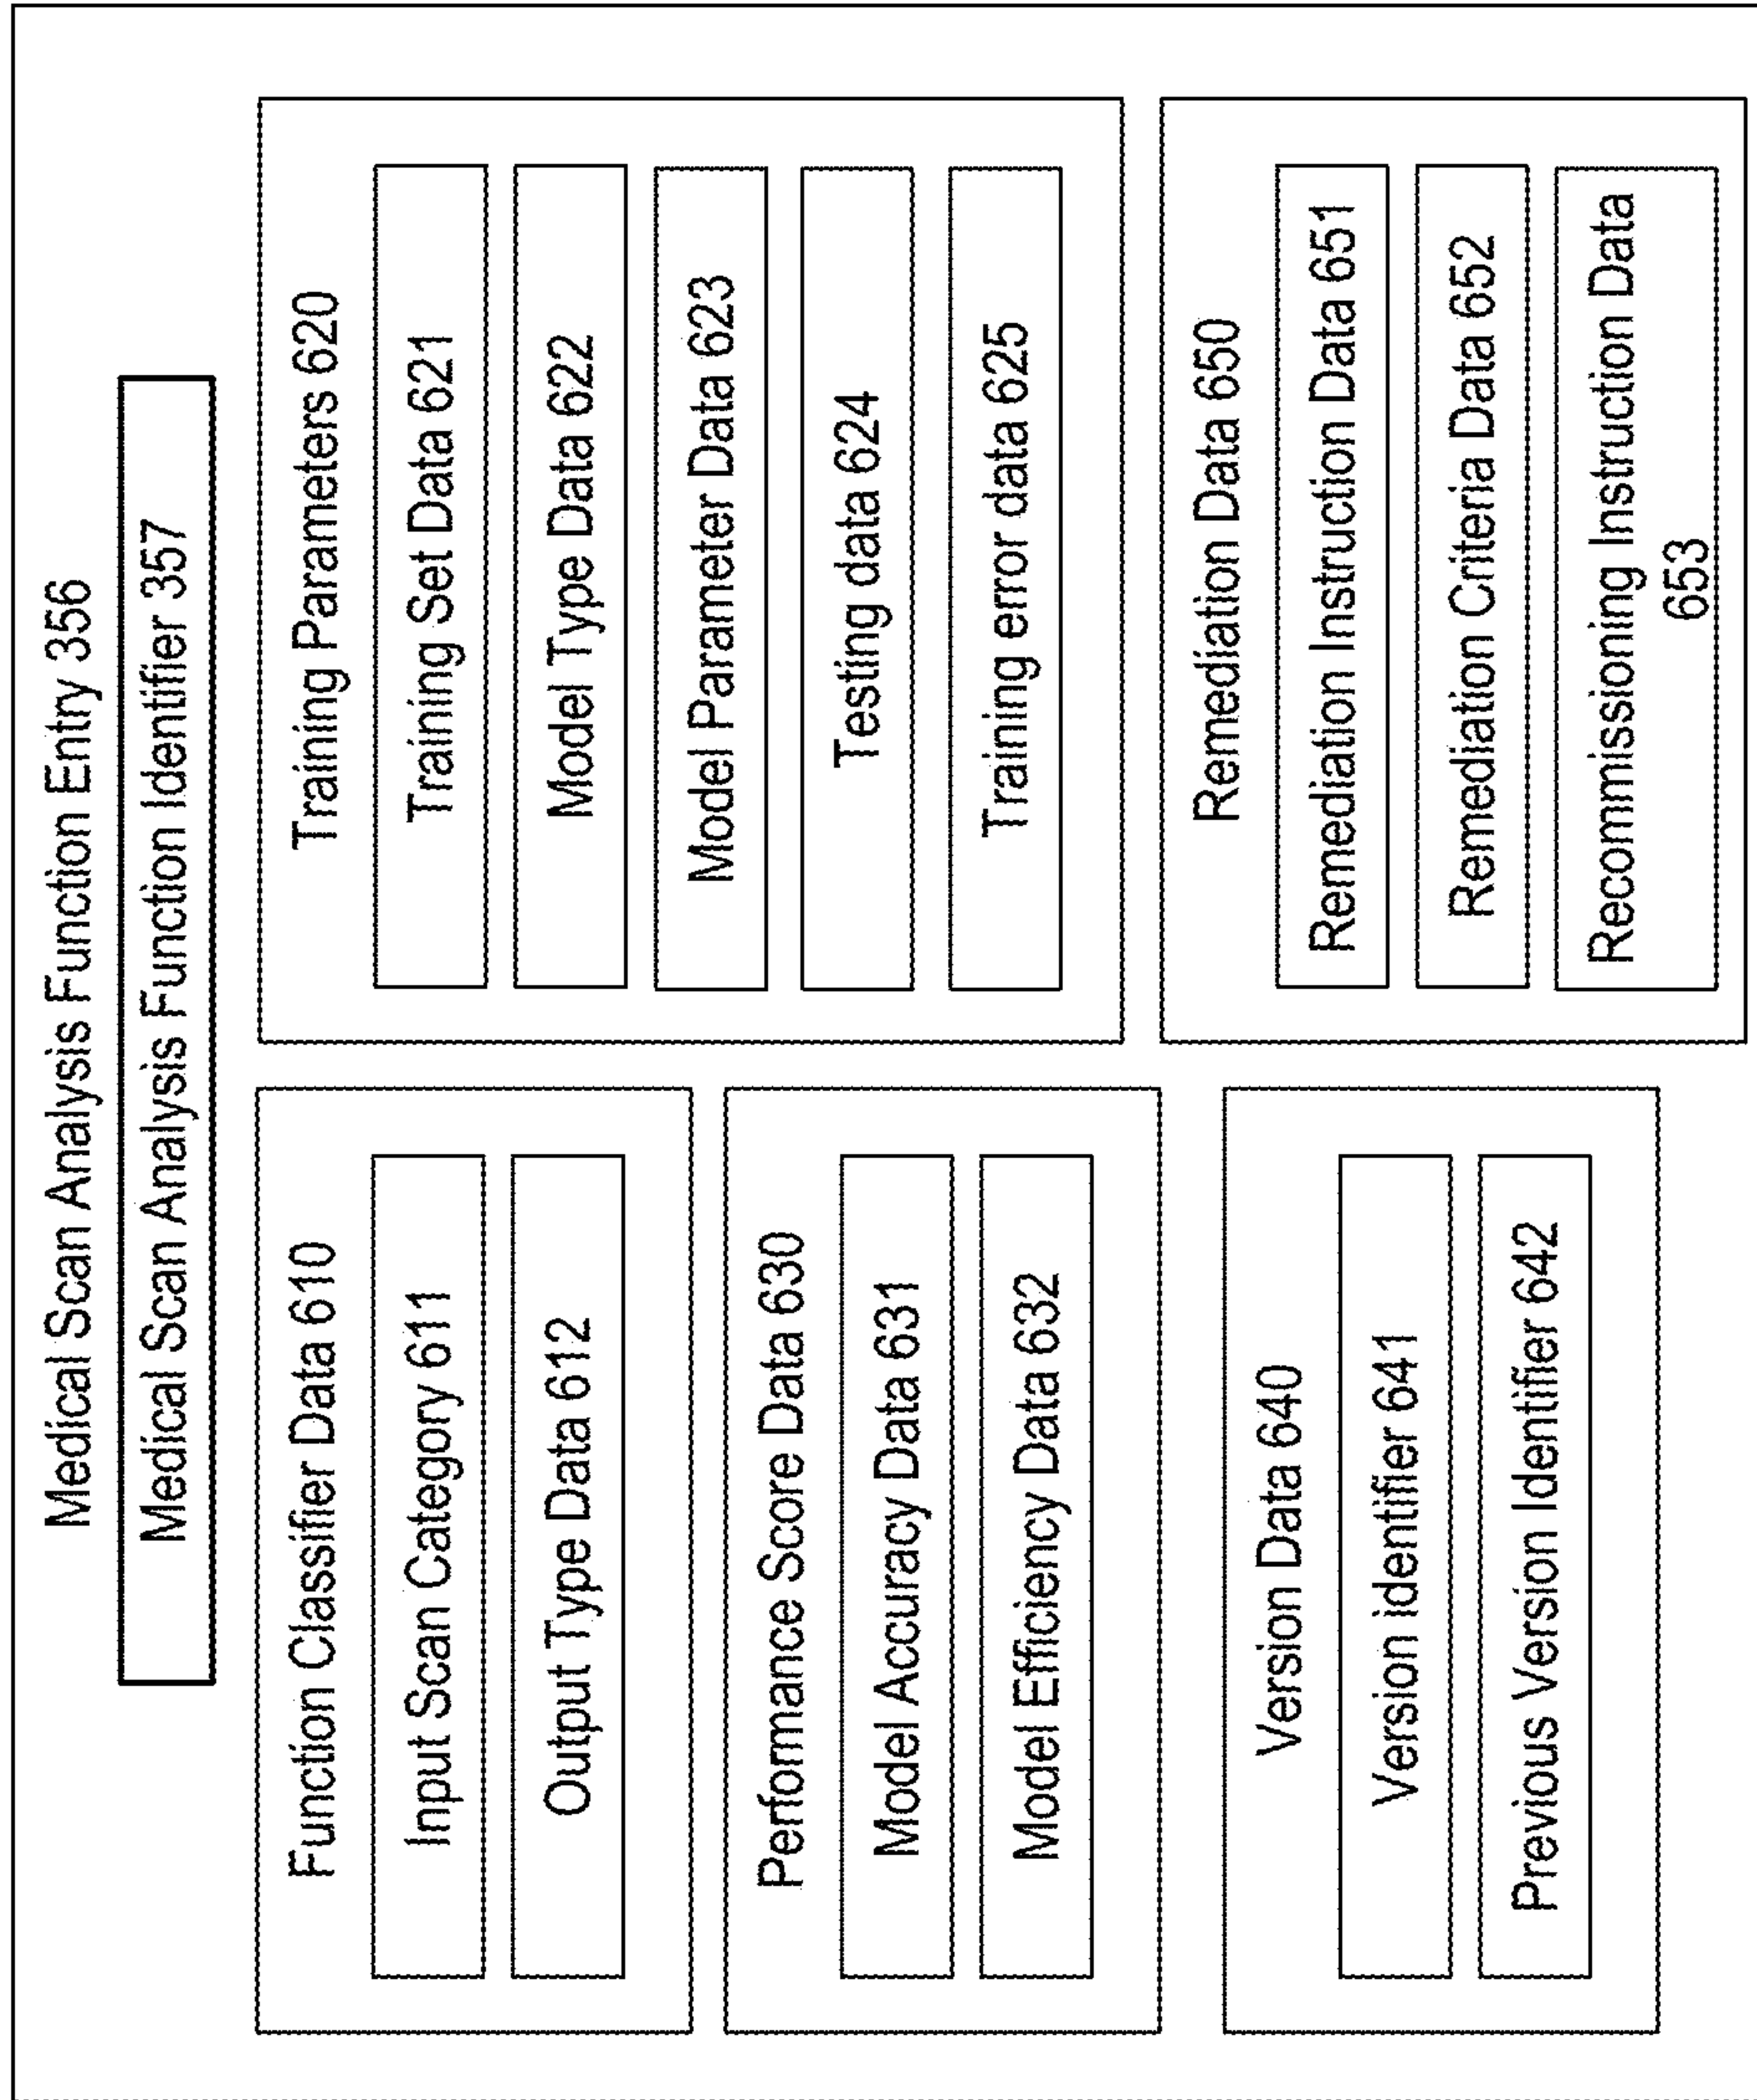 Medical Scan Analysis Function Entry 356
Medical Scan Analysis Function Identifier 357
Function Classifier Data 610
Input Scan Category 611
Output Type Data 612
Performance Score Data 630
Model Accuracy Data 631
Model Efficiency Data 632
Version Data 640
Version identifier 641
Previous Version Identifier 642
Training Parameters 620
Training Set Data 621
Model Type Data 622
Model Parameter Data 623
Testing data 624
Training error data 625
Remediation Data 650
Remediation Instruction Data 651
Remediation Criteria Data 652
Recommissioning Instruction Data
653